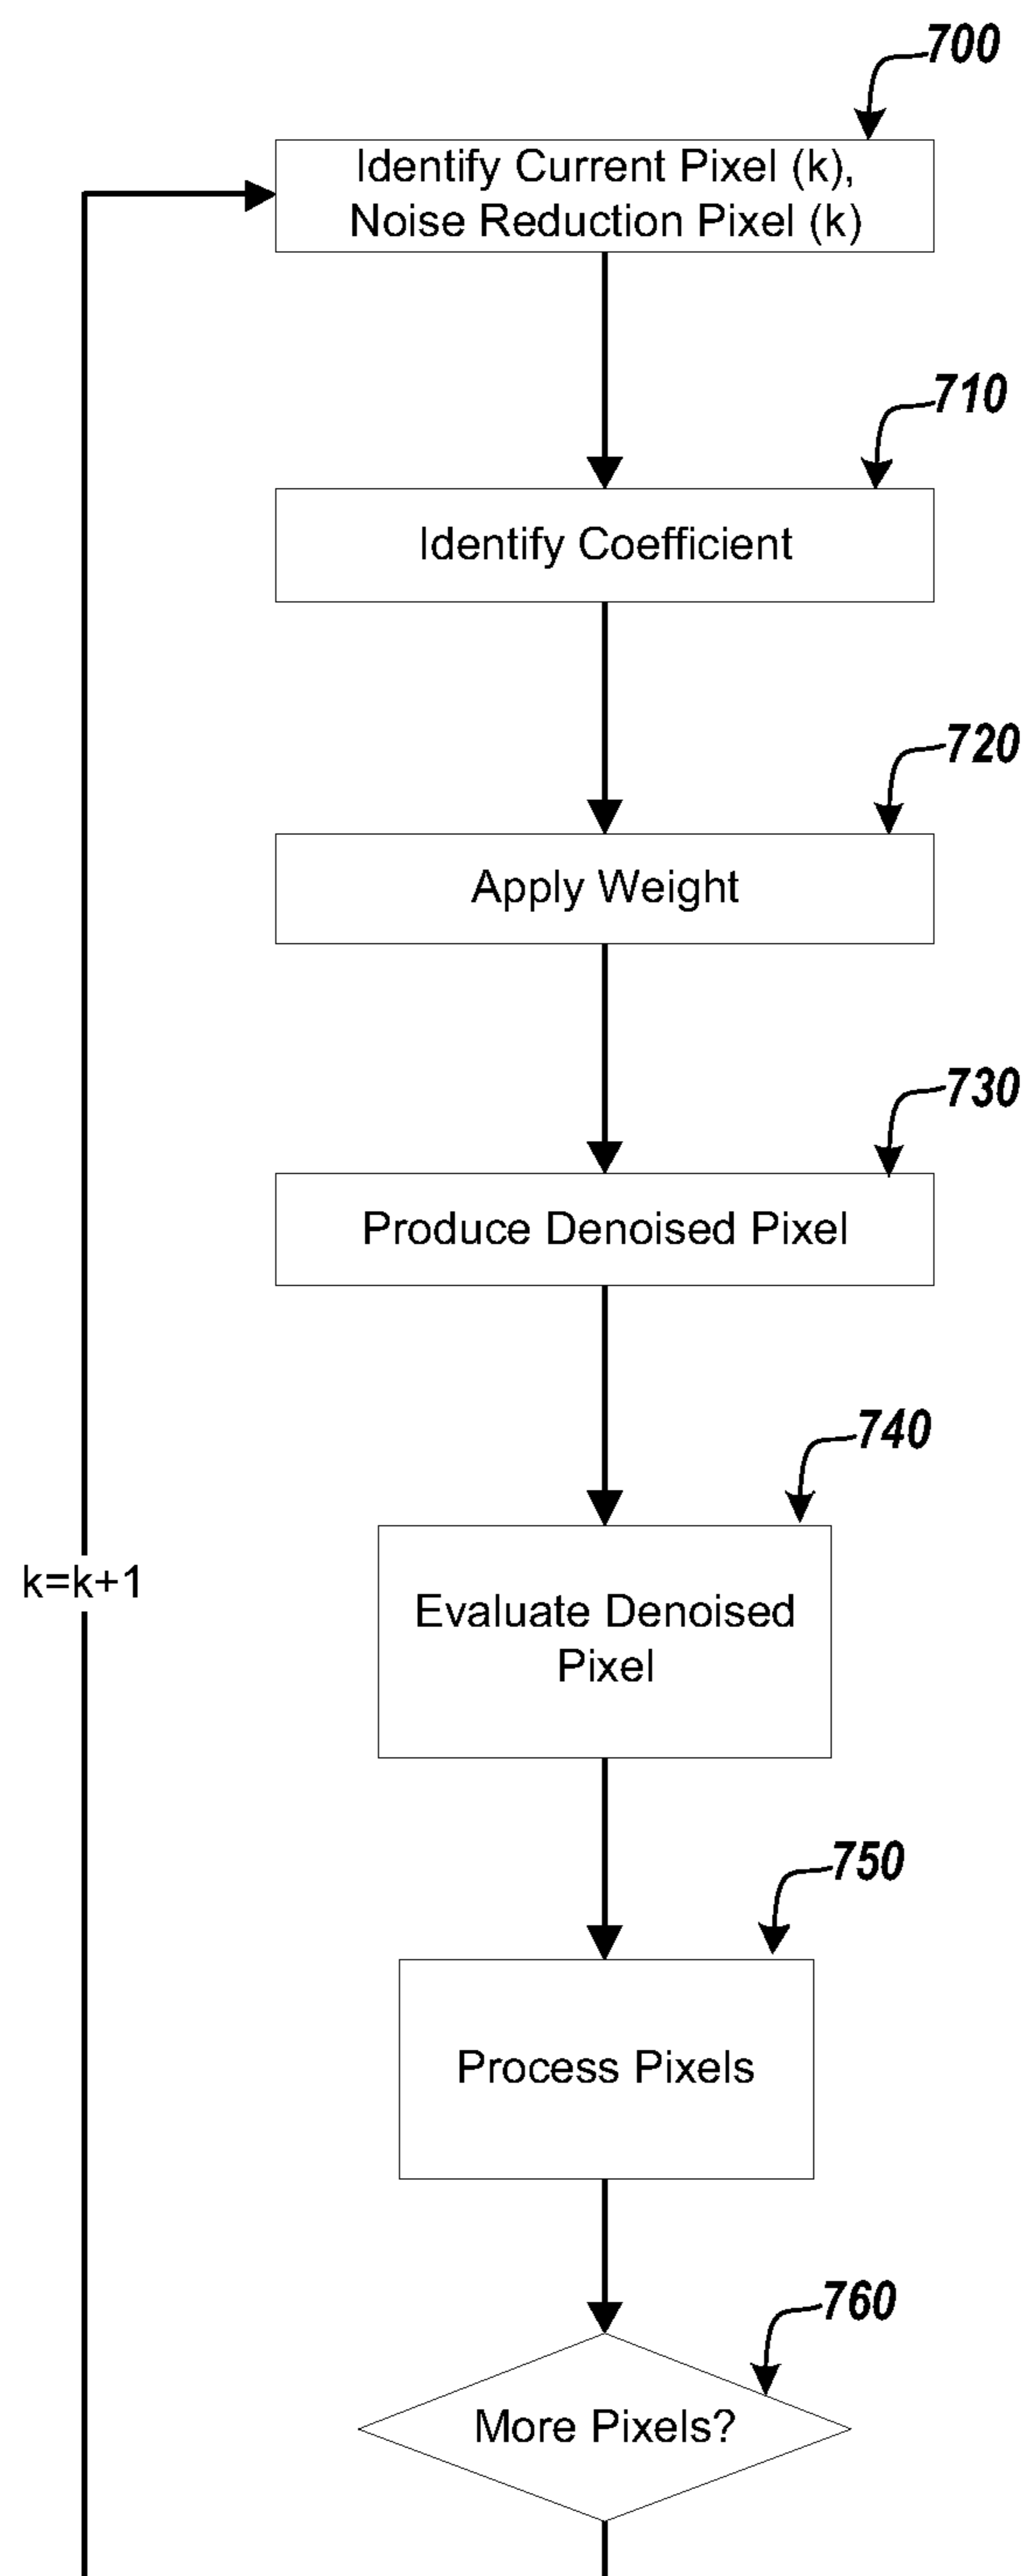 700
Identify Current Pixel (k),
Noise Reduction Pixel (k)
710
Identify Coefficient
720
Apply Weight
730
Produce Denoised Pixel
740
k=k+1
Evaluate Denoised
Pixel
750
Process Pixels
760
More Pixels?